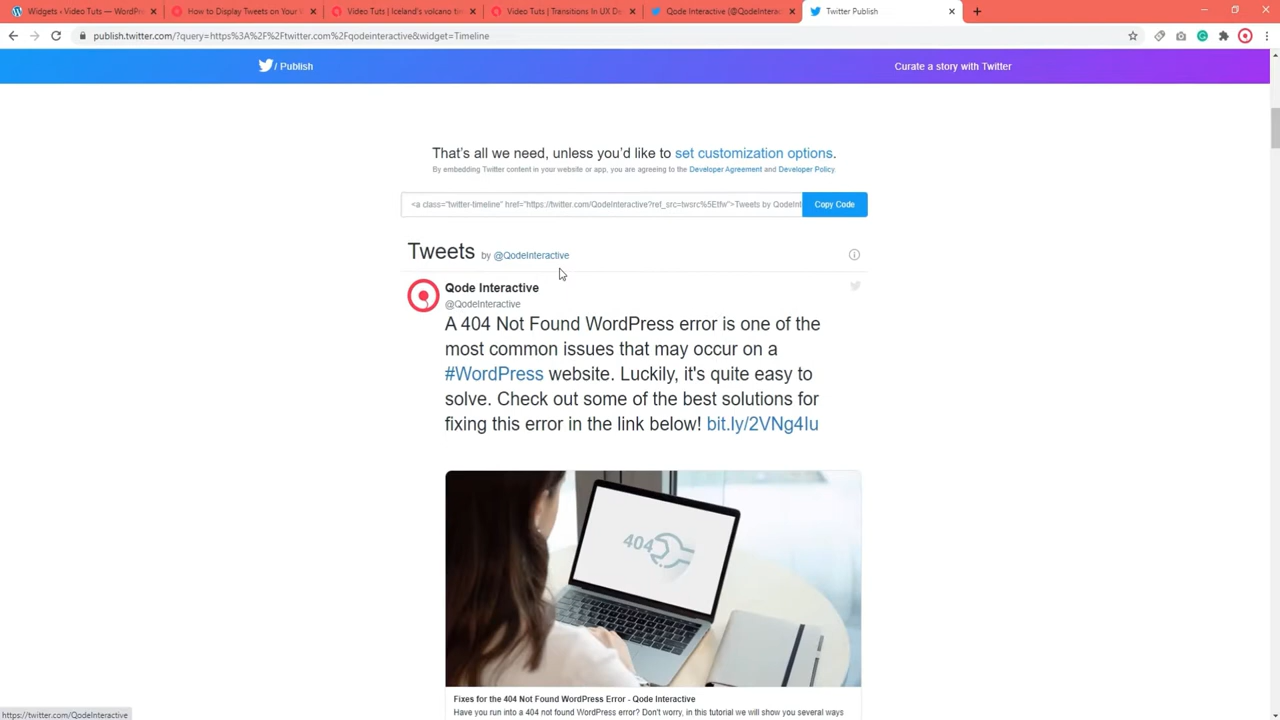 Widgets ‹ Video Tuts — WordPr
How to Display Tweets on Your W
Video Tuts | Iceland's volcano t
Video Tuts | Transitions In UX De
Qode Interactive (@QodeInterac
Twitter Publish
publish.twitter.com/?query=https%3A%2F%2Ftwitter.com%2Fqodeinteractive&widget=Timeline
/ Publish
Curate a story with Twitter
That's all we need, unless you'd like to set customization options.
By embedding Twitter content in your website or app, you are agreeing to the Developer Agreement and Developer Policy.
<a class="twitter-timeline" href="https://twitter.com/QodeInteractive?ref_src=twsrc%5Etfw">Tweets by QodeInt
Copy Code
Tweets by @QodeInteractive
Qode Interactive
@QodeInteractive
A 404 Not Found WordPress error is one of the
most common issues that may occur on a
#WordPress website. Luckily, it's quite easy to
solve. Check out some of the best solutions for
fixing this error in the link below! bit.ly/2VNg4Iu
404
Fixes for the 404 Not Found WordPress Error - Qode Interactive
Have you run into a 404 not found WordPress error? Don't worry, in this tutorial we will show you several ways
https://twitter.com/QodeInteractive